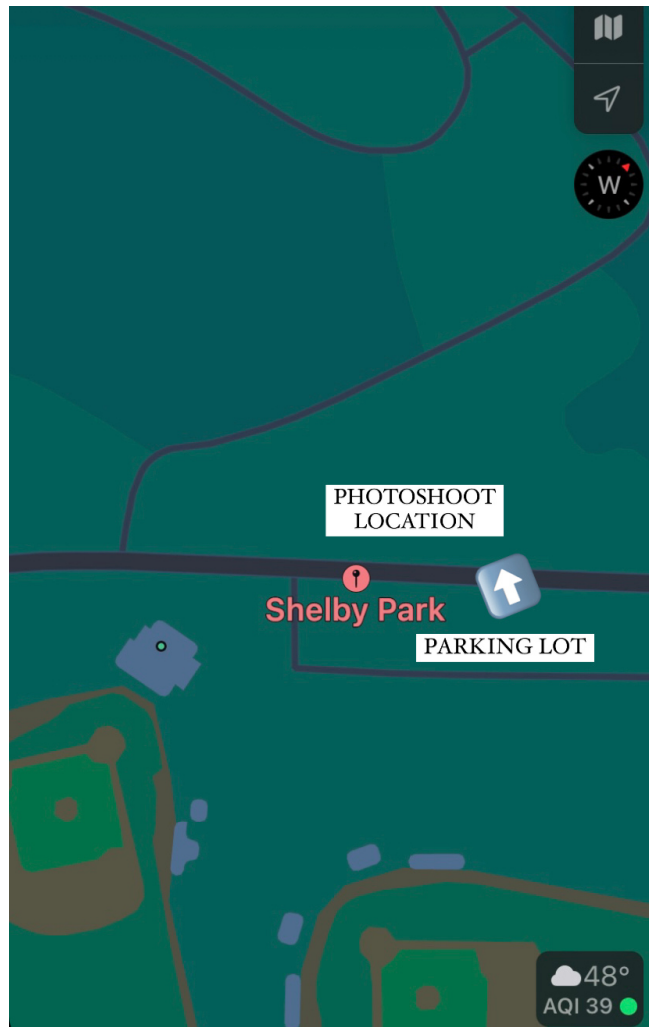 W
PHOTOSHOOT
LOCATION
Shelby Park
PARKING LOT
48°
AQI 39